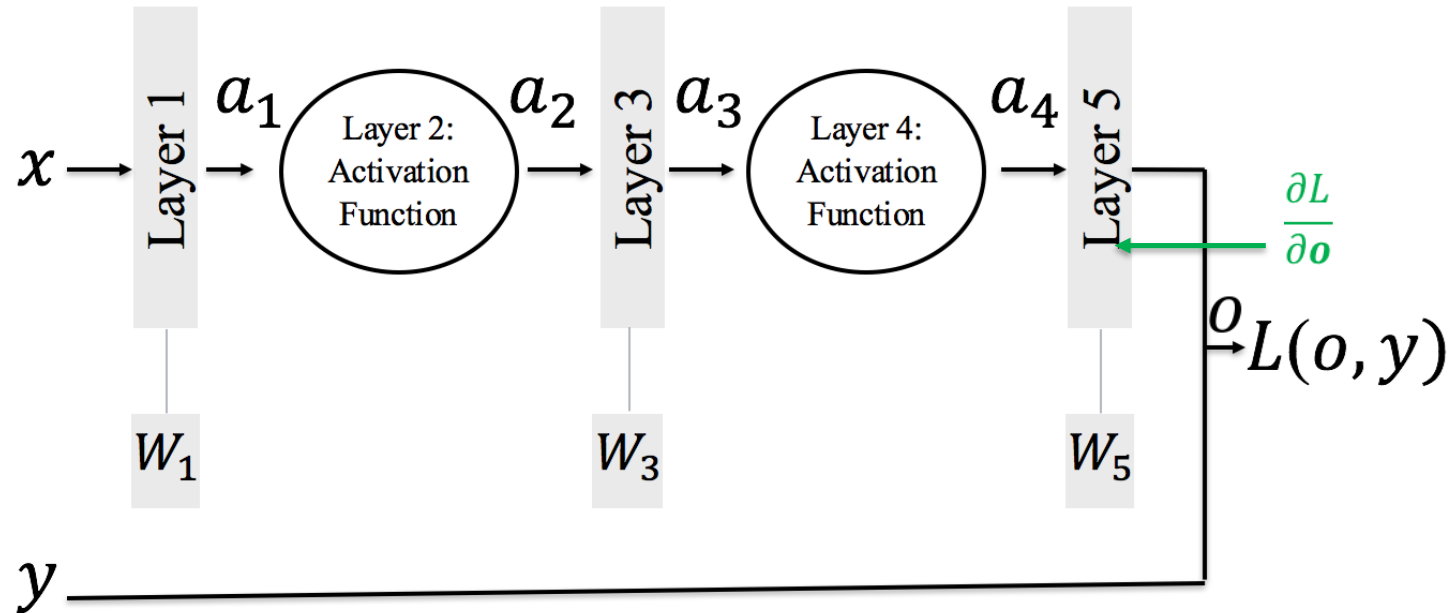 x
Layer 1
a₁
Layer 2:
Activation
Function
a₂
Layer 3
a₃
Layer 4:
Activation
Function
a₄
Layer 5
∂L
∂o
o
L(o, y)
W₁
W₃
W₅
y